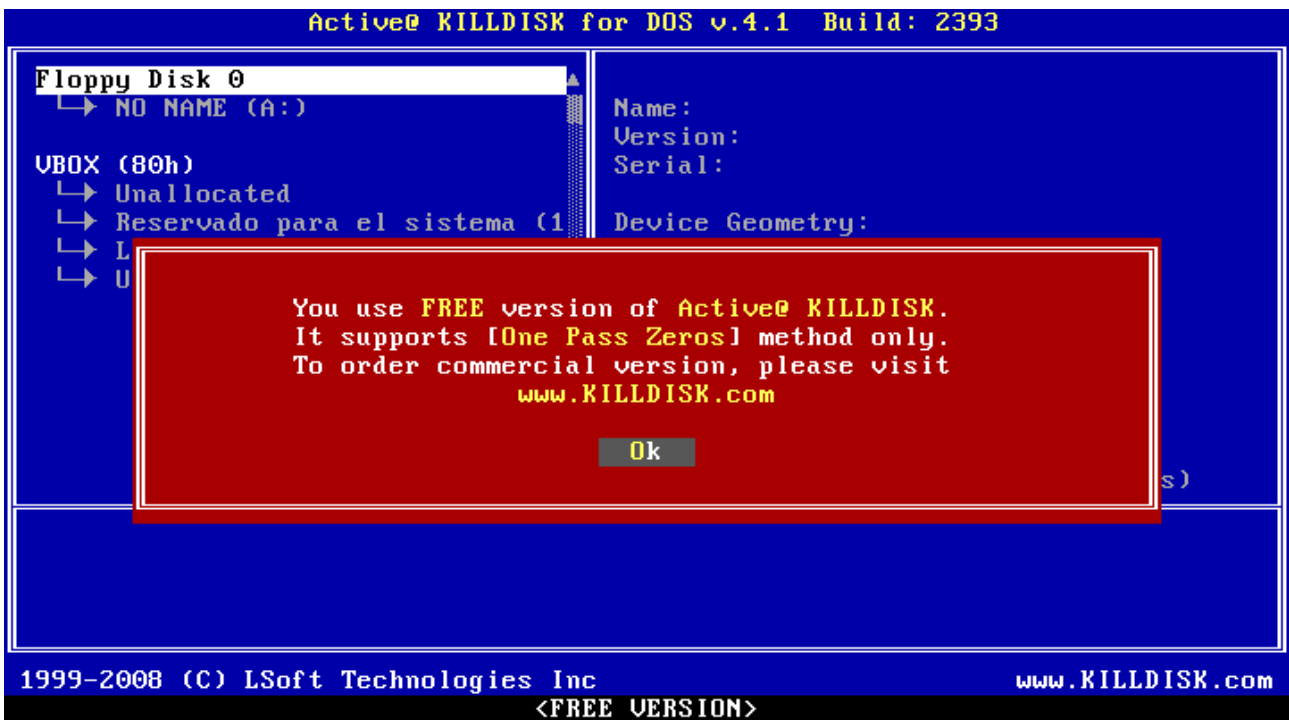 Active@ KILLDISK for DOS v.4.1 Build: 2393
Floppy Disk 0
NO NAME (A:)
VBOX (80h)
Unallocated
Reservado para el sistema (1
L
U
Name:
Version:
Serial:
Device Geometry:
You use FREE version of Active@ KILLDISK.
It supports [One Pass Zeros] method only.
To order commercial version, please visit
www.KILLDISK.com
Ok
s)
1999-2008 (C) LSoft Technologies Inc
www.KILLDISK.com
<FREE VERSION>